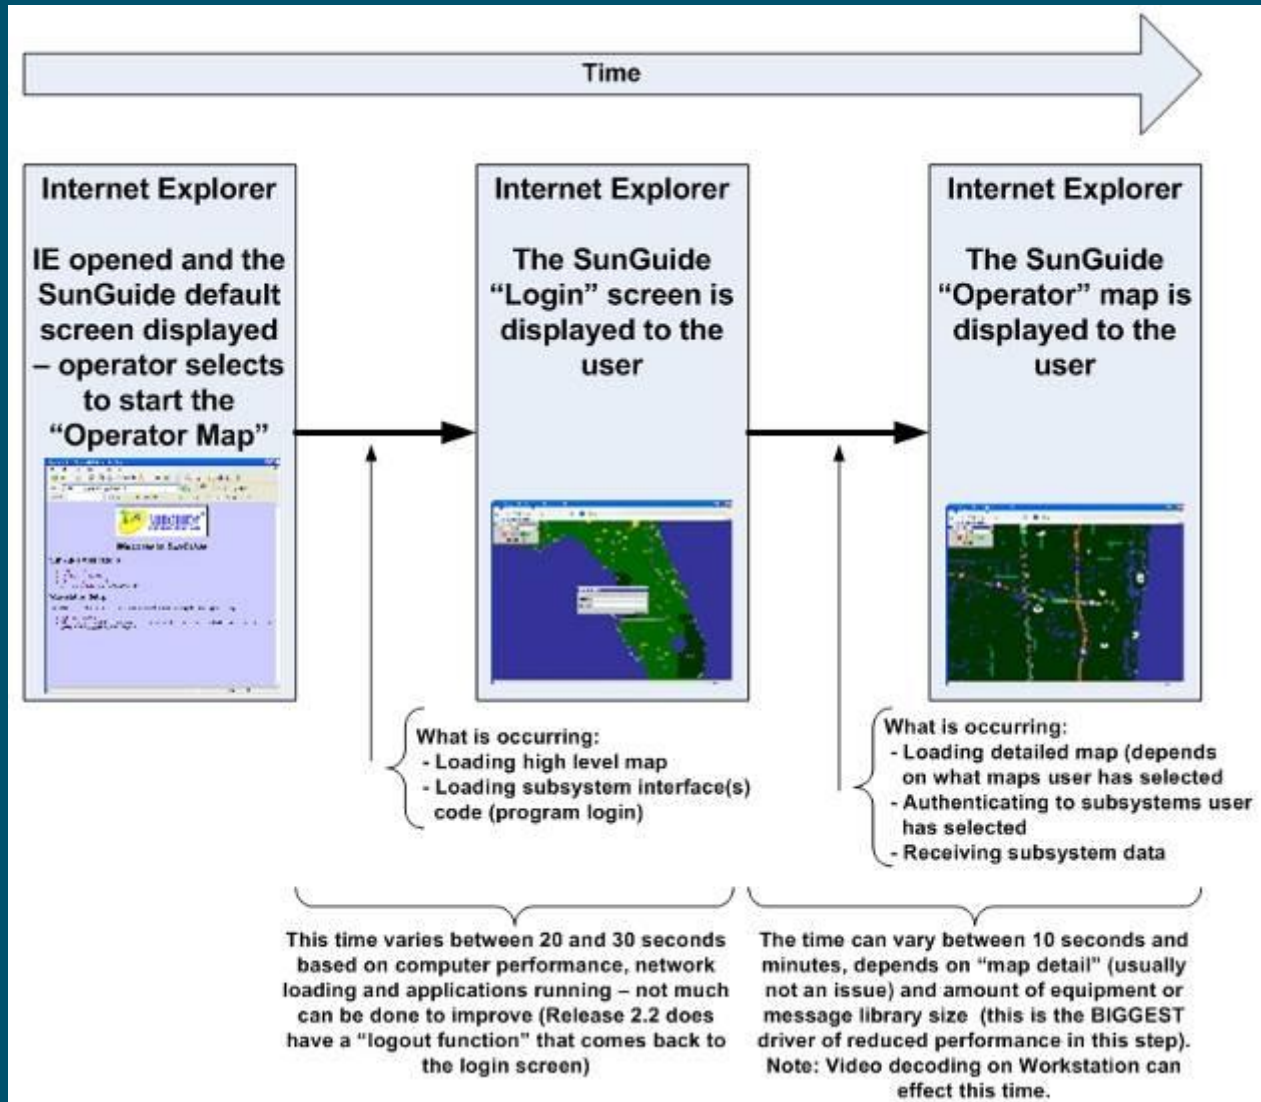 Time
Internet Explorer
IE opened and the
SunGuide default
screen displayed
– operator selects
to start the
“Operator Map”
Internet Explorer
The SunGuide
“Login” screen is
displayed to the
user
Internet Explorer
The SunGuide
“Operator” map is
displayed to the
user
What is occurring:
- Loading high level map
- Loading subsystem interface(s)
code (program login)
What is occurring:
- Loading detailed map (depends
on what maps user has selected
- Authenticating to subsystems user
has selected
- Receiving subsystem data
This time varies between 20 and 30 seconds
based on computer performance, network
loading and applications running – not much
can be done to improve (Release 2.2 does
have a “logout function” that comes back to
the login screen)
The time can vary between 10 seconds and
minutes, depends on “map detail” (usually
not an issue) and amount of equipment or
message library size (this is the BIGGEST
driver of reduced performance in this step).
Note: Video decoding on Workstation can
effect this time.